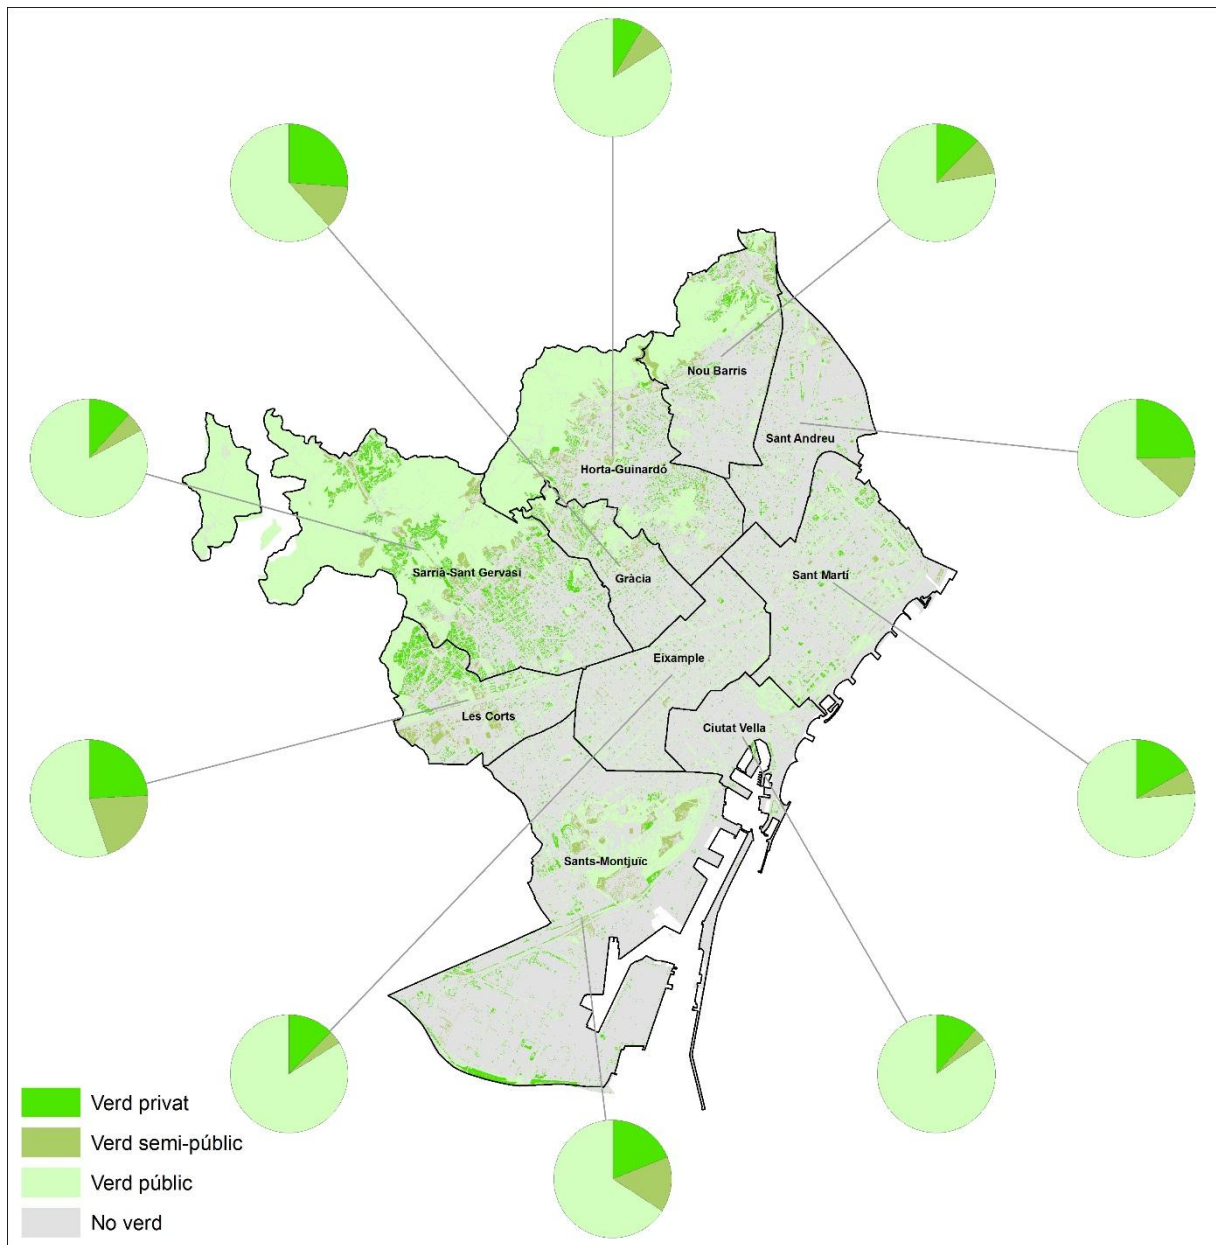 Nou Barris
Sant Andreu
Horta-Guinardó
Sarrià-Sant Gervasi
Gràcia
Sant Martí
Eixample
Les Corts
Ciutat Vella
Sants-Montjuïc
Verd privat
Verd semi-públic
Verd públic
No verd